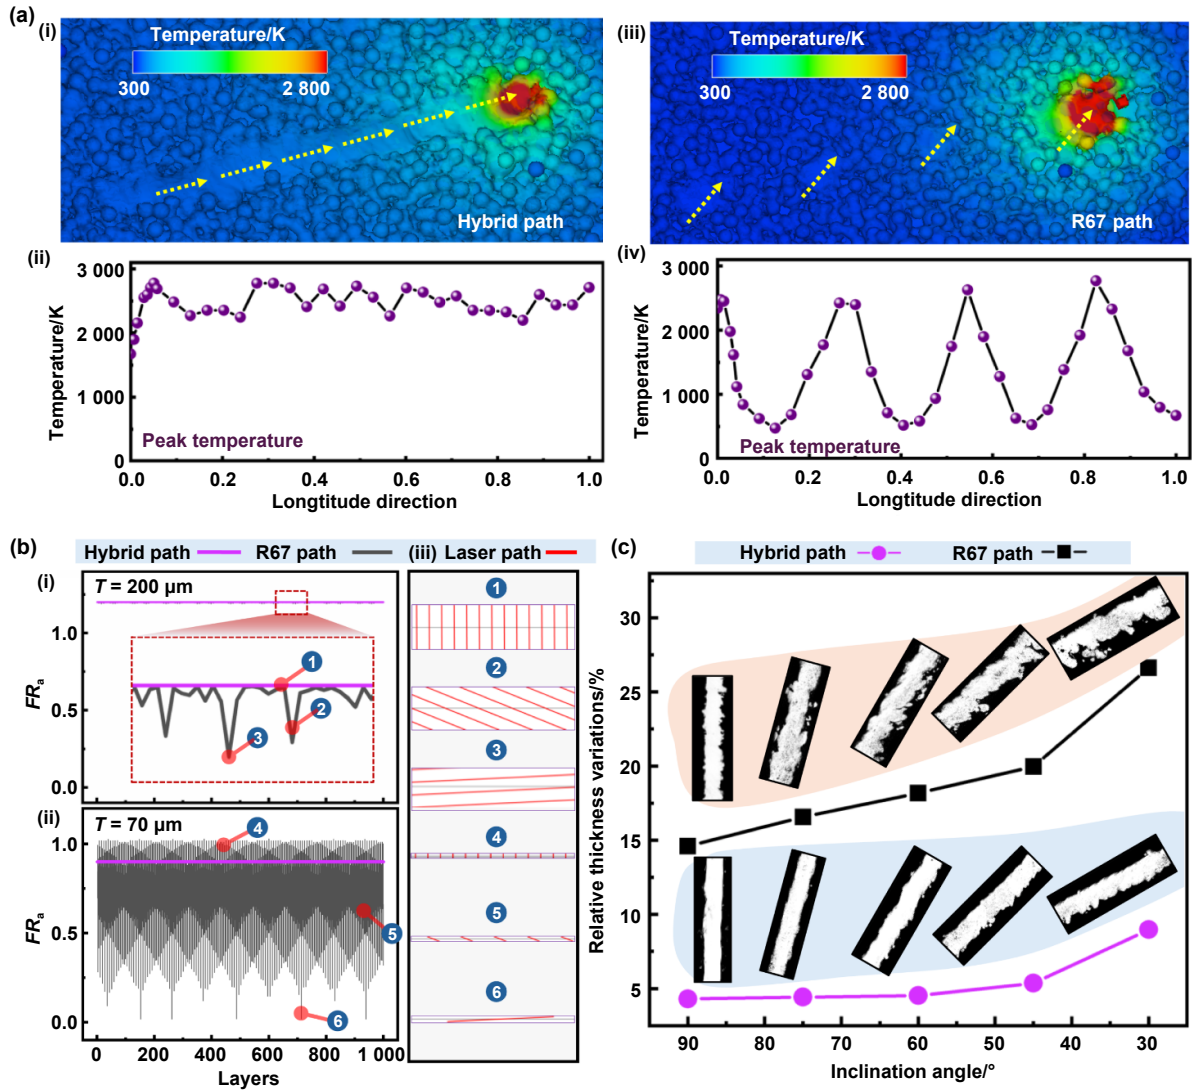 (a)
(i)
Temperature/K
300
2 800
Hybrid path
(iii)
Temperature/K
300
2 800
R67 path
(ii)
3 000
2 000
1 000
0
Temperature/K
Peak temperature
0.0 0.2 0.4 0.6 0.8 1.0
Longtitude direction
(iv)
3 000
2 000
1 000
0
Temperature/K
Peak temperature
0.0 0.2 0.4 0.6 0.8 1.0
Longtitude direction
(b)
Hybrid path R67 path (iii) Laser path
(i)
T = 200 µm
1.0
0.5
0.0
FRa
1
2
3
(ii)
T = 70 µm
1.0
0.5
0.0
FRa
4
5
6
0 200 400 600 800 1 000
Layers
1
2
3
4
5
6
(c)
Hybrid path R67 path
30
25
20
15
10
5
Relative thickness variations/%
90 80 70 60 50 40 30
Inclination angle/°